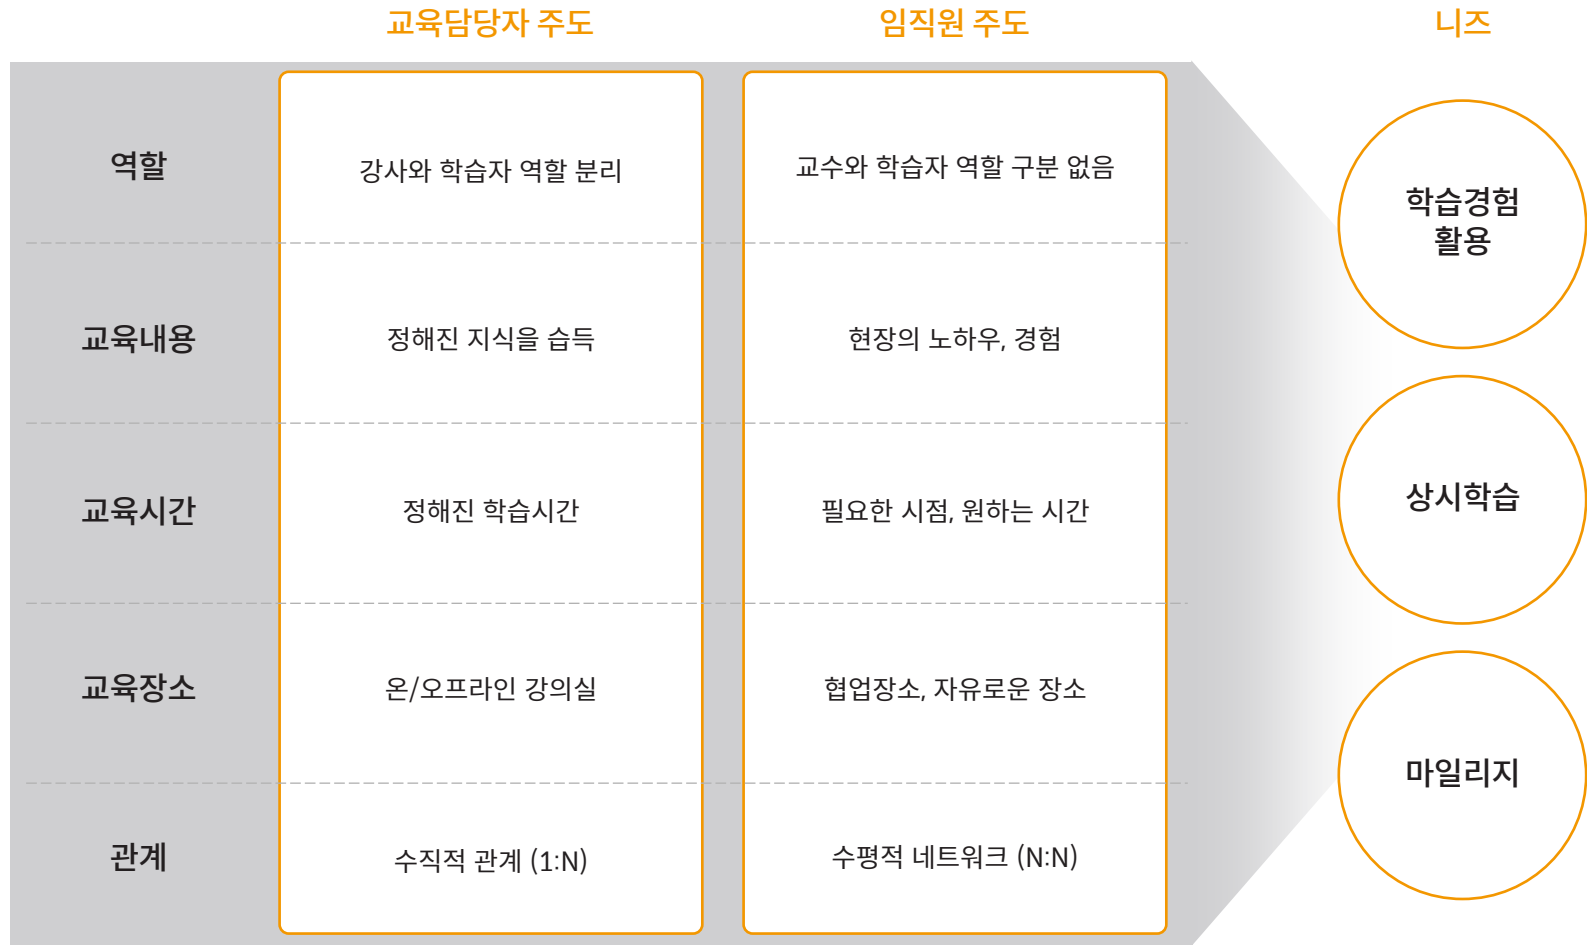 교육담당자 주도
임직원 주도
니즈
역할
강사와 학습자 역할 분리
교수와 학습자 역할 구분 없음
교육내용
정해진 지식을 습득
현장의 노하우, 경험
교육시간
정해진 학습시간
필요한 시점, 원하는 시간
교육장소
온/오프라인 강의실
협업장소, 자유로운 장소
관계
수직적 관계 (1:N)
수평적 네트워크 (N:N)
학습경험
활용
상시학습
마일리지